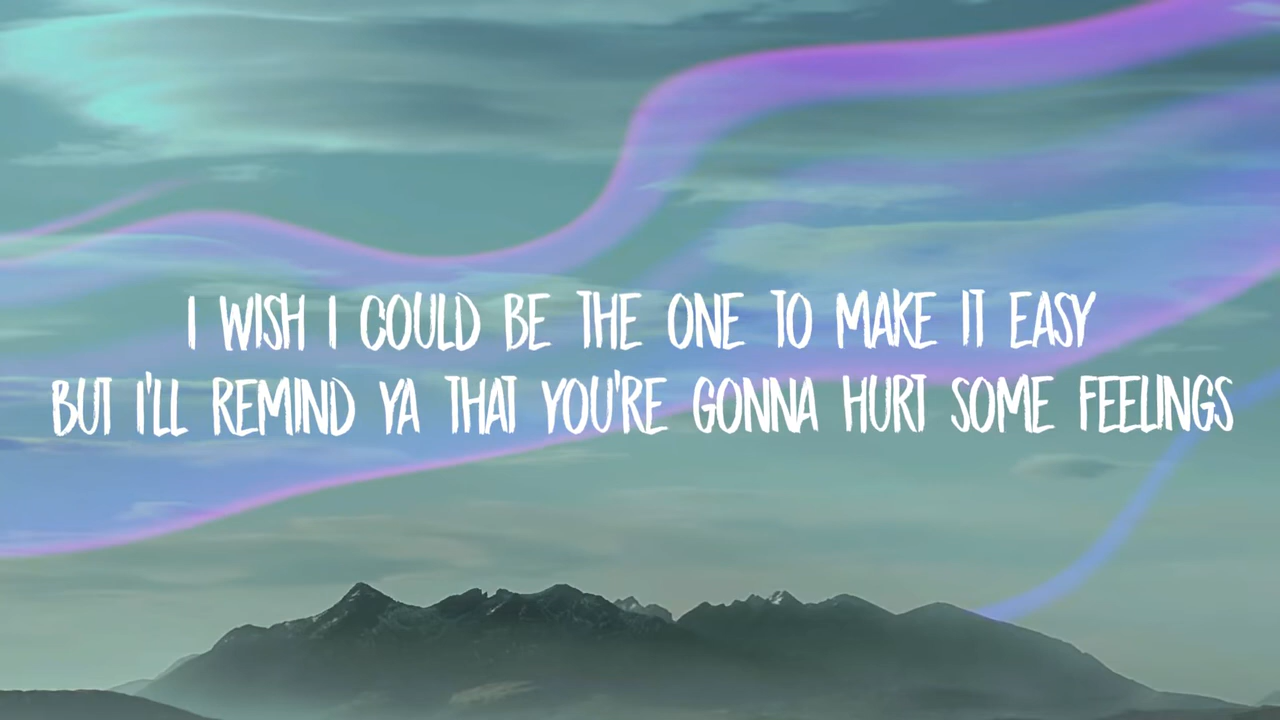 I WISH I COULD BE THE ONE TO MAKE IT EASY
BUT I'LL REMIND YA THAT YOU'RE GONNA HURT SOME FEELINGS